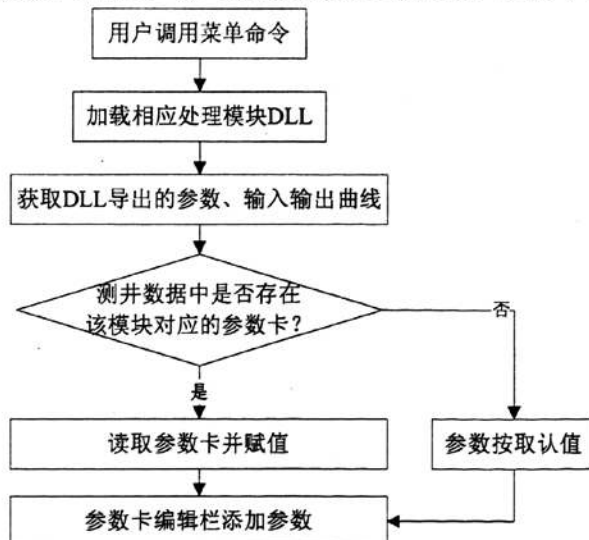 用户调用菜单命令
加载相应处理模块DLL
获取DLL导出的参数、输入输出曲线
测井数据中是否存在
该模块对应的参数卡？
否
是
读取参数卡并赋值
参数按取认值
参数卡编辑栏添加参数